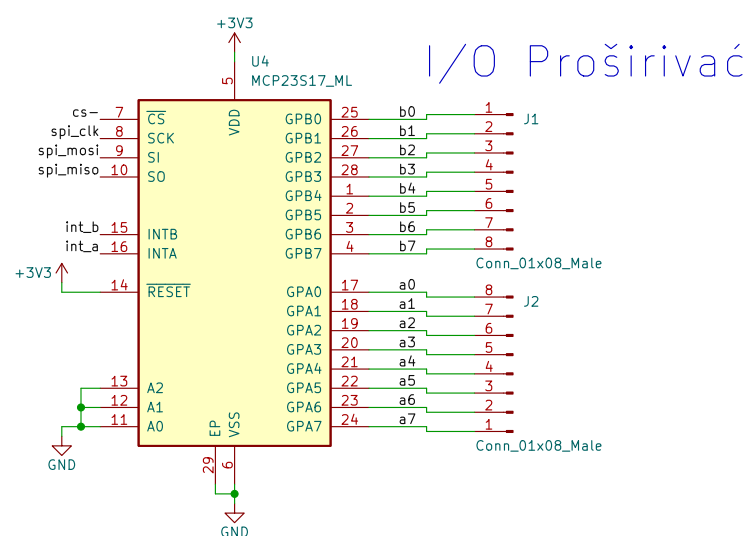 +3V3
I/O Proširivač
U4
MCP23S17_ML
5
VDD
cs- 7 CS
spi_clk 8 SCK
spi_mosi 9 SI
spi_miso 10 SO
int_b 15 INTB
int_a 16 INTA
+3V3
14 RESET
13 A2
12 A1
11 A0
GND
GPB0 25 b0 1
GPB1 26 b1 2
GPB2 27 b2 3
GPB3 28 b3 4
GPB4 1 b4 5
GPB5 2 b5 6
GPB6 3 b6 7
GPB7 4 b7 8
J1
Conn_01x08_Male
GPA0 17 a0 8
GPA1 18 a1 7
GPA2 19 a2 6
GPA3 20 a3 5
GPA4 21 a4 4
GPA5 22 a5 3
GPA6 23 a6 2
GPA7 24 a7 1
J2
Conn_01x08_Male
EP
VSS
29
6
GND